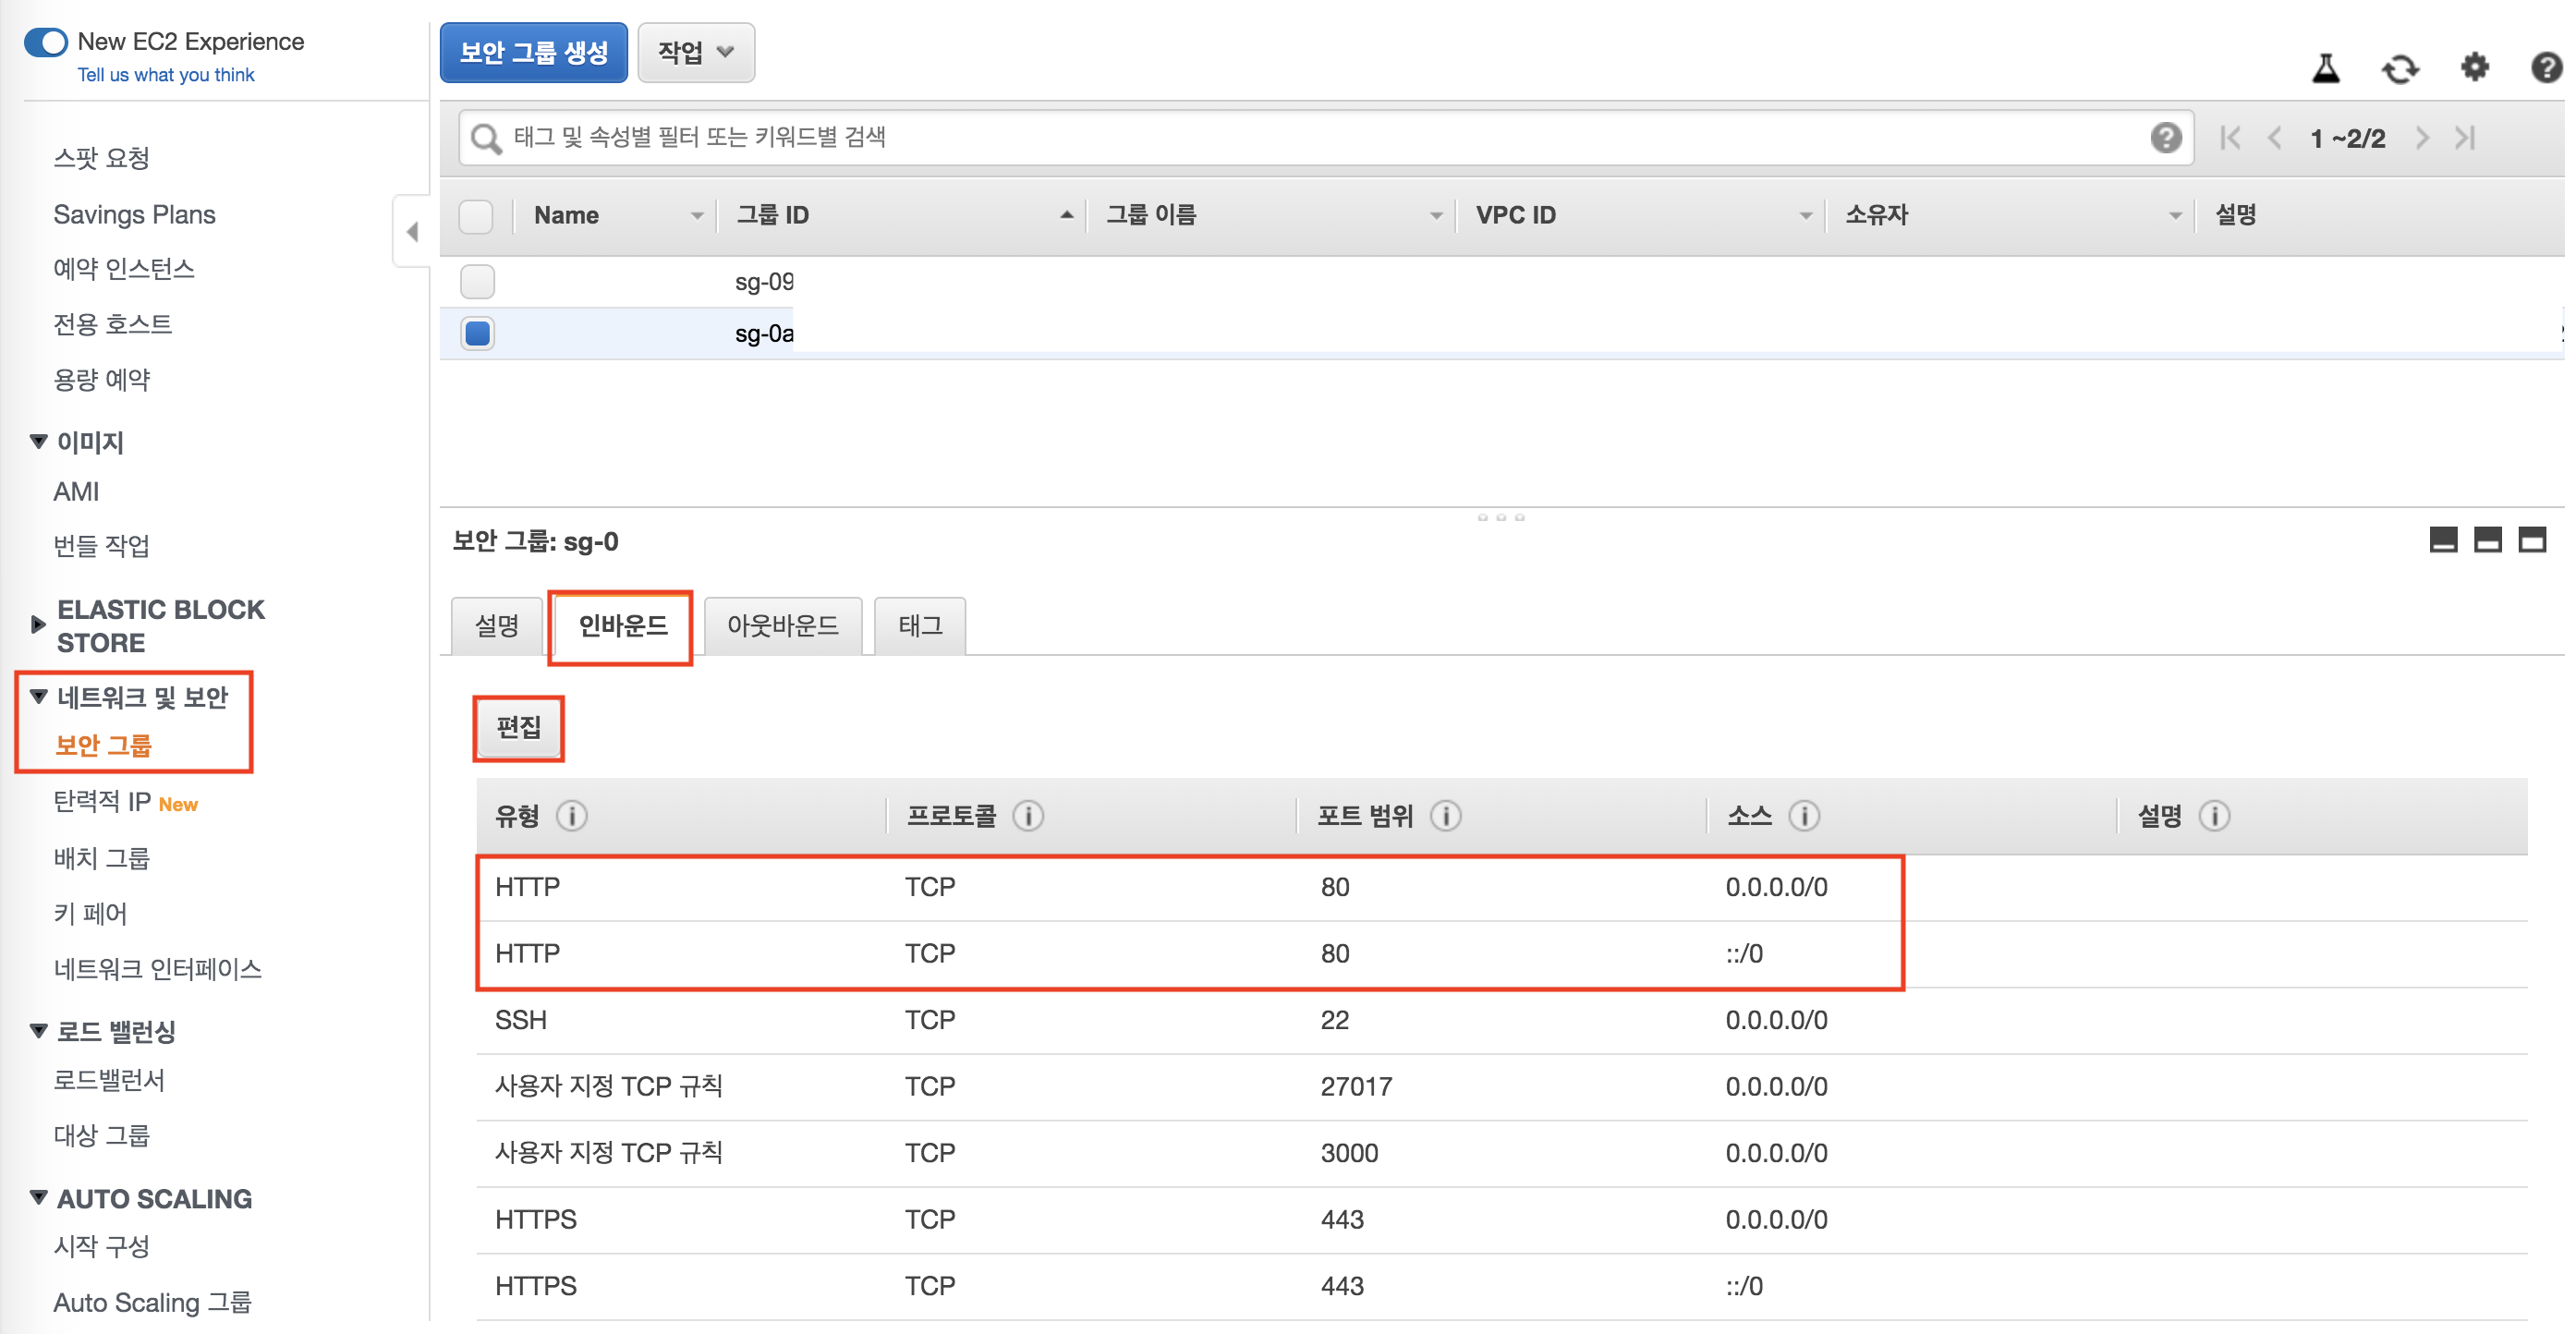 New EC2 Experience
Tell us what you think
스팟 요청
Savings Plans
예약 인스턴스
전용 호스트
용량 예약
이미지
AMI
번들 작업
ELASTIC BLOCK
STORE
네트워크 및 보안
보안 그룹
탄력적 IP New
배치 그룹
키 페어
네트워크 인터페이스
로드 밸런싱
로드밸런서
대상 그룹
AUTO SCALING
시작 구성
Auto Scaling 그룹
보안 그룹 생성 작업
태그 및 속성별 필터 또는 키워드별 검색 1 ~2/2
Name 그룹 ID 그룹 이름 VPC ID 소유자 설명
sg-09
sg-0a
보안 그룹: sg-0
설명 인바운드 아웃바운드 태그
편집
유형 프로토콜 포트 범위 소스 설명
HTTP TCP 80 0.0.0.0/0
HTTP TCP 80 ::/0
SSH TCP 22 0.0.0.0/0
사용자 지정 TCP 규칙 TCP 27017 0.0.0.0/0
사용자 지정 TCP 규칙 TCP 3000 0.0.0.0/0
HTTPS TCP 443 0.0.0.0/0
HTTPS TCP 443 ::/0